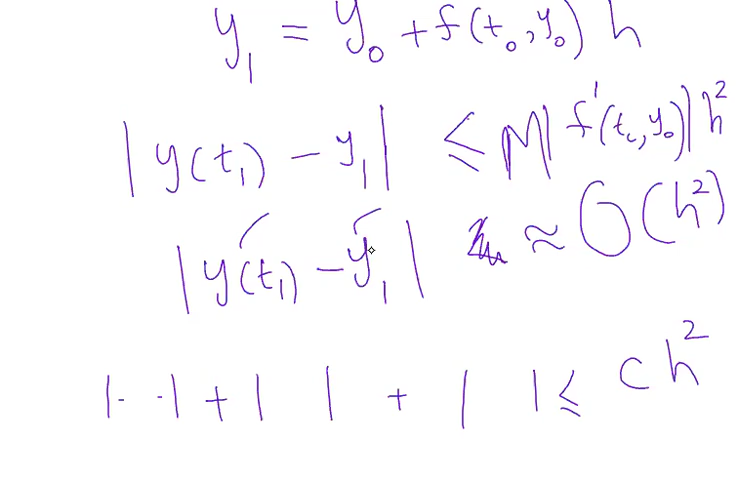 y₁ = y₀ + f(t₀, y₀) h
|y(t₁) - y₁| ≤ M|f'(t₀, y₀)|h²
|y(t₁) - y₁| ≈ O(h²)
|- -| + | | + | | ≤ ch²